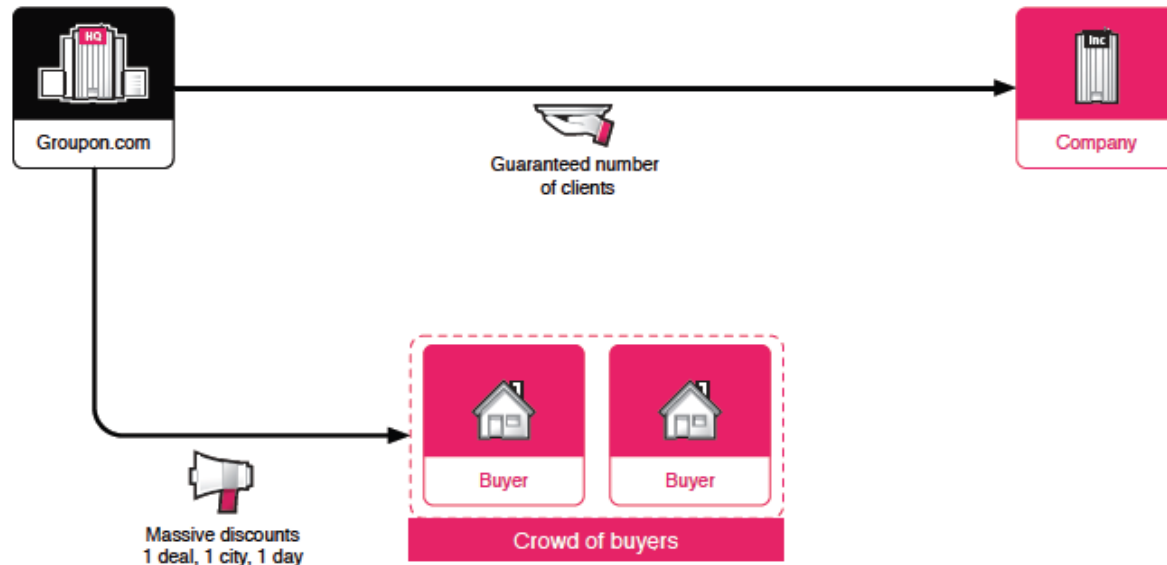 HQ
Groupon.com
Inc
Company
Guaranteed number
of clients
Buyer
Buyer
Crowd of buyers
Massive discounts
1 deal, 1 city, 1 day